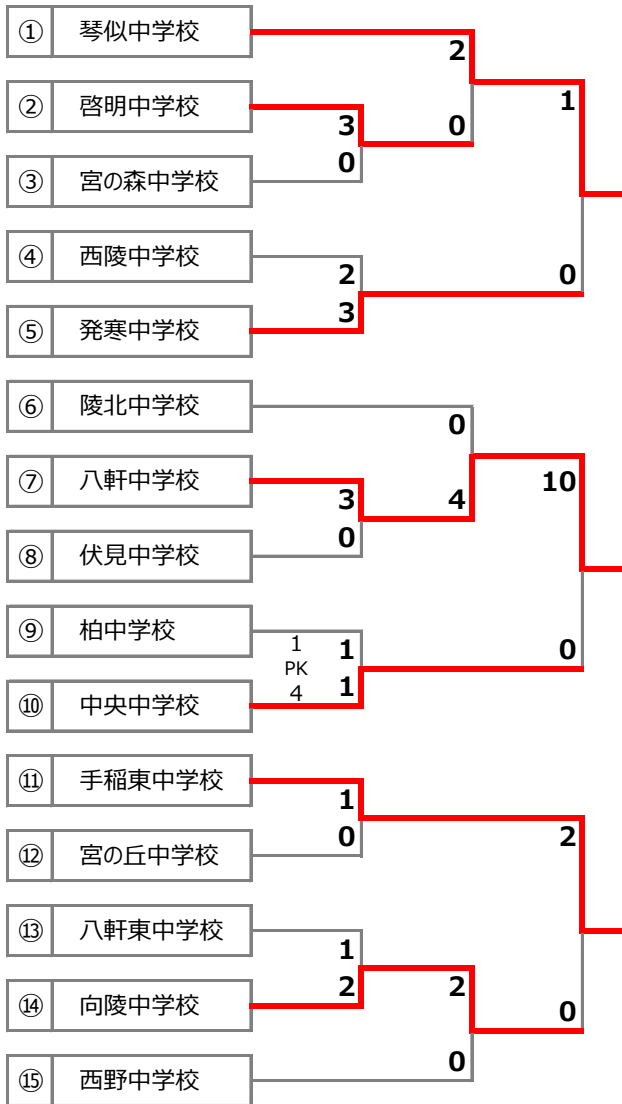 ① 琴似中学校
2
1
② 啓明中学校
3
0
0
③ 宮の森中学校
④ 西陵中学校
2
0
3
⑤ 発寒中学校
⑥ 陵北中学校
0
⑦ 八軒中学校
3
4
10
0
⑧ 伏見中学校
⑨ 柏中学校
1
PK
4
1
1
0
⑩ 中央中学校
⑪ 手稲東中学校
1
0
2
⑫ 宮の丘中学校
⑬ 八軒東中学校
1
2
2
0
⑭ 向陵中学校
0
⑮ 西野中学校